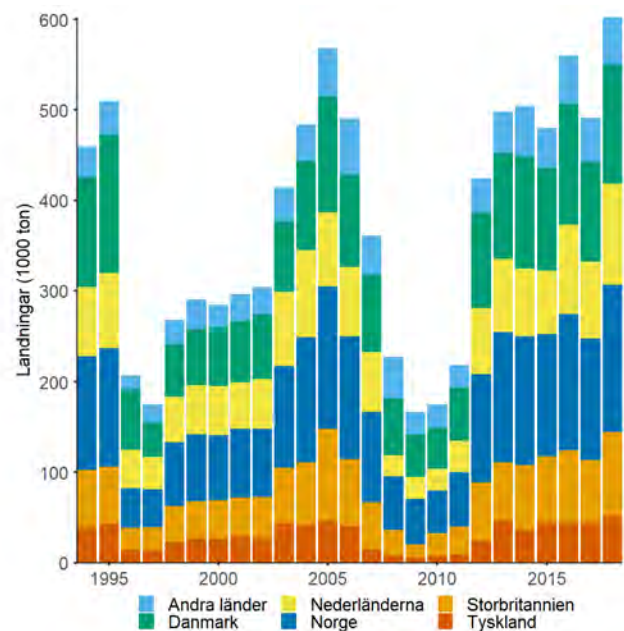 600
500
400
300
200
100
0
Landningar (1000 ton)
1995 2000 2005 2010 2015
Andra länder Nederländerna Storbritannien
Danmark Norge Tyskland